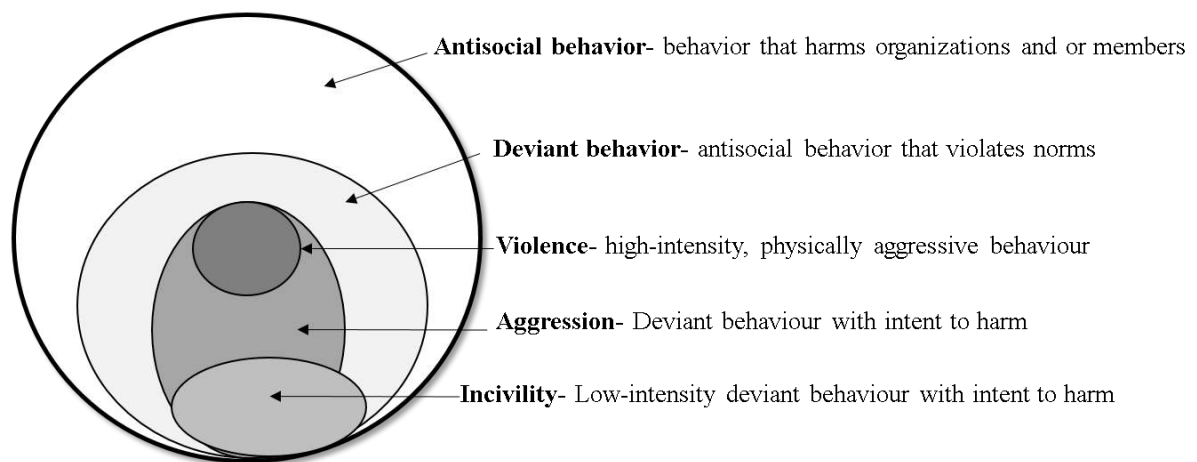 Antisocial behavior- behavior that harms organizations and or members
Deviant behavior- antisocial behavior that violates norms
Violence- high-intensity, physically aggressive behaviour
Aggression- Deviant behaviour with intent to harm
Incivility- Low-intensity deviant behaviour with intent to harm